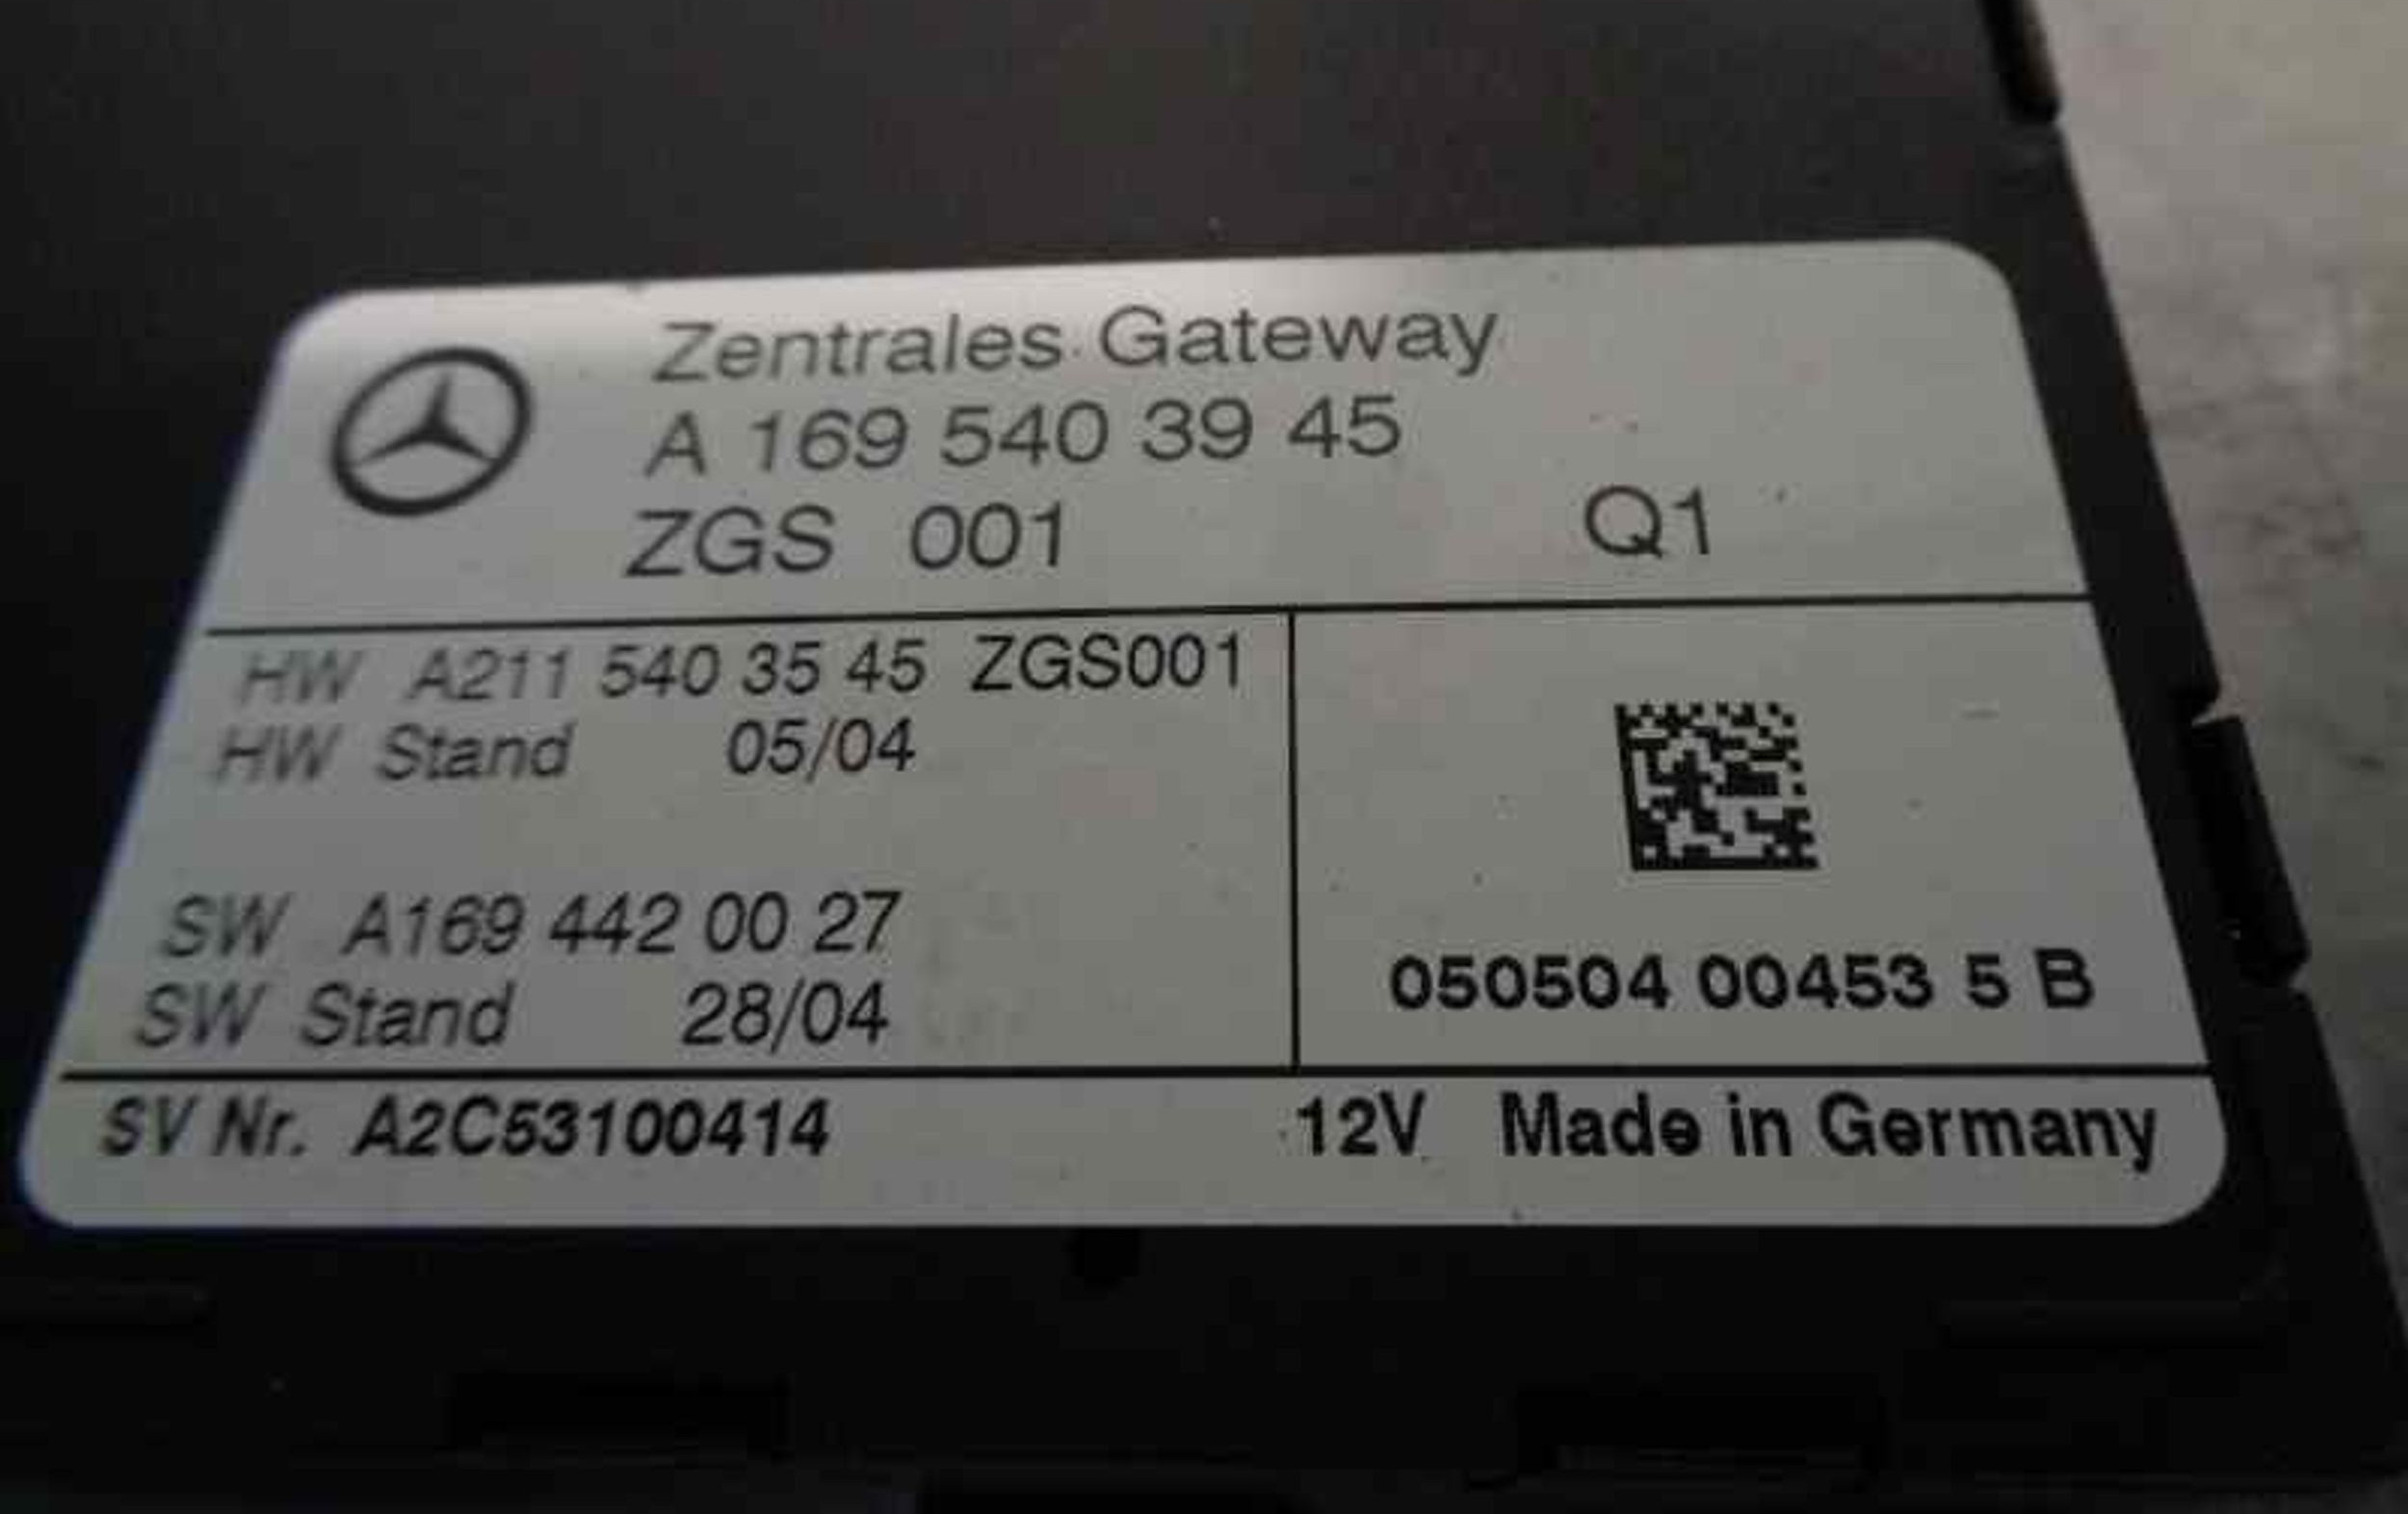 Zentrales Gateway
A 169 540 39 45
ZGS 001 Q1
HW A211 540 35 45 ZGS001
HW Stand 05/04
SW A169 442 00 27
SW Stand 28/04
050504 00453 5 B
SV Nr. A2C53100414 12V Made in Germany